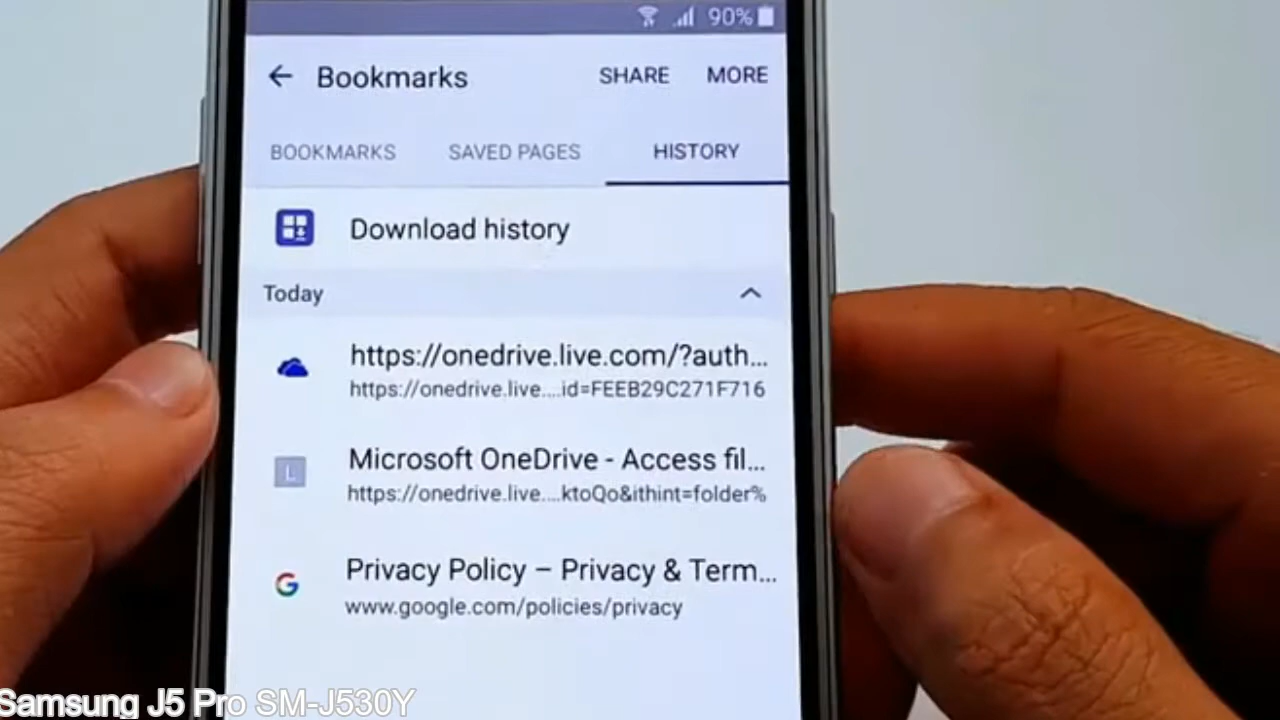 90%
Bookmarks SHARE MORE
BOOKMARKS SAVED PAGES HISTORY
Download history
Today
https://onedrive.live.com/?auth...
https://onedrive.live....id=FEEB29C271F716
L
Microsoft OneDrive - Access fil...
https://onedrive.live....ktoQo&ithint=folder%
G
Privacy Policy – Privacy & Term...
www.google.com/policies/privacy
Samsung J5 Pro SM-J530Y